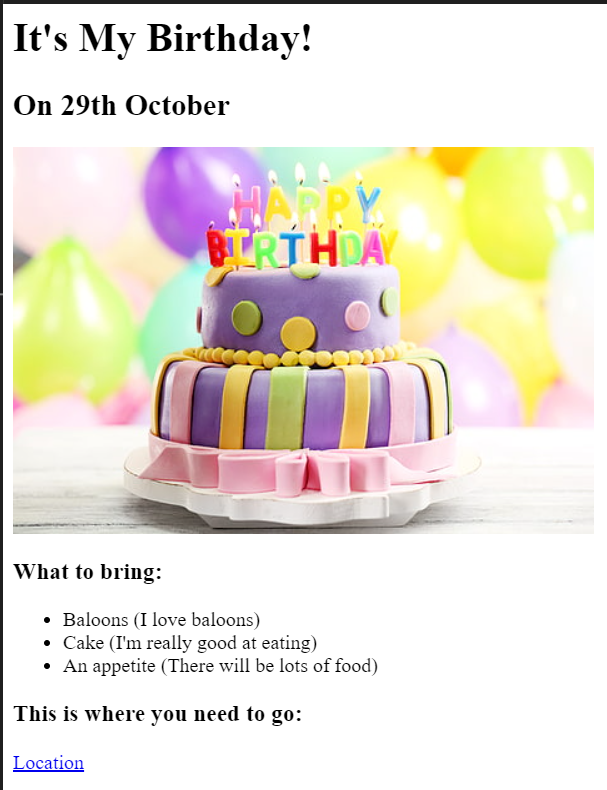 It's My Birthday!
On 29th October
HAPPY
BIRTHDAY
What to bring:
Baloons (I love baloons)
Cake (I'm really good at eating)
An appetite (There will be lots of food)
This is where you need to go:
Location